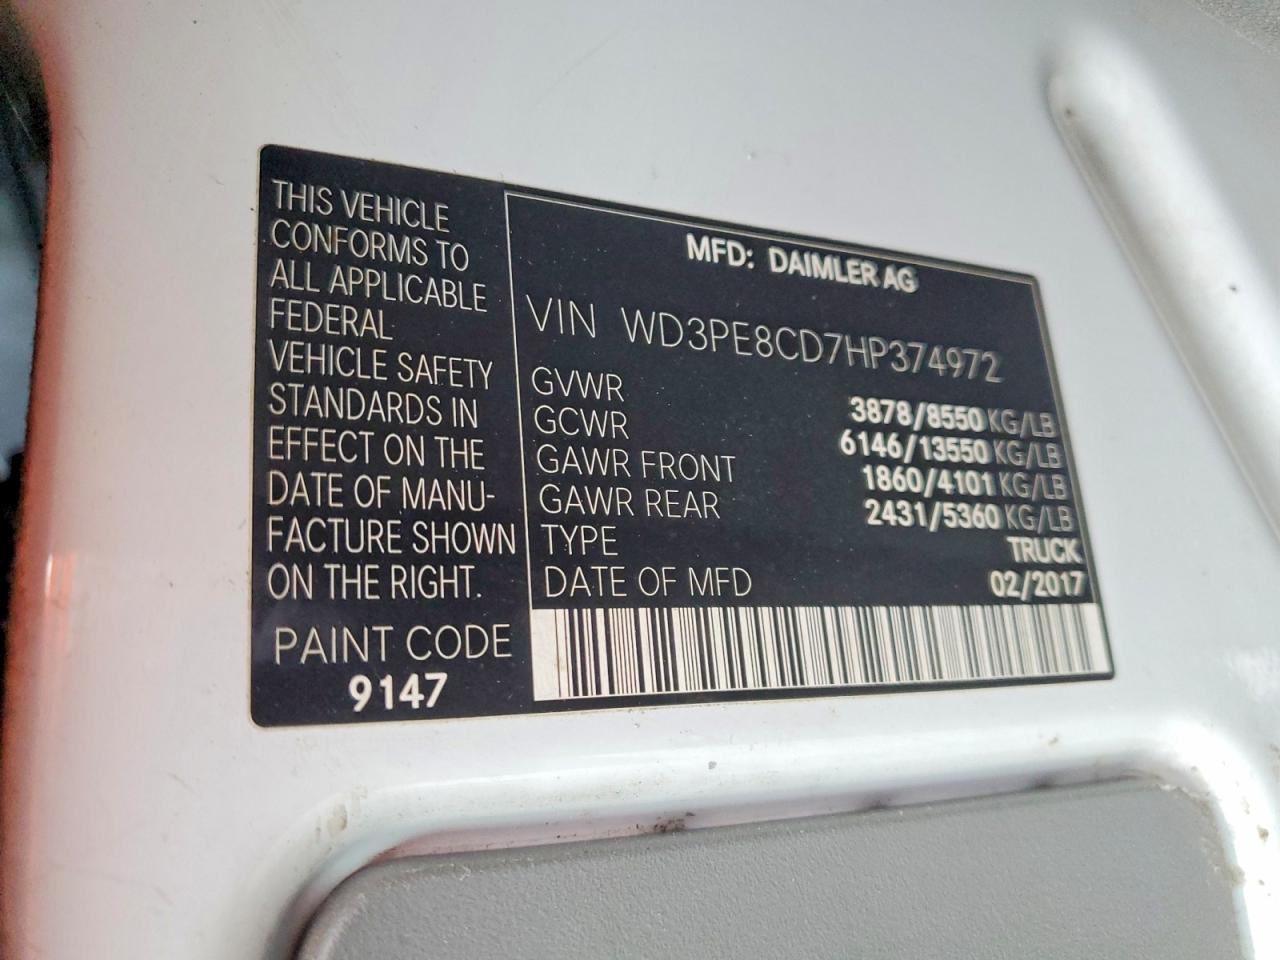 THIS VEHICLE
CONFORMS TO
ALL APPLICABLE
FEDERAL
VEHICLE SAFETY
STANDARDS IN
EFFECT ON THE
DATE OF MANU-
FACTURE SHOWN
ON THE RIGHT.
PAINT CODE
9147
MFD: DAIMLER AG
VIN WD3PE8CD7HP374972
GVWR 3878/8550 KG/LB
GCWR 6146/13550 KG/LB
GAWR FRONT 1860/4101 KG/LB
GAWR REAR 2431/5360 KG/LB
TYPE TRUCK
DATE OF MFD 02/2017